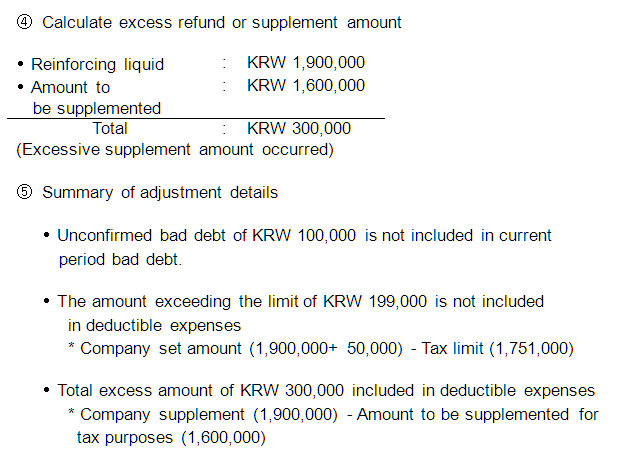 ④ Calculate excess refund or supplement amount
• Reinforcing liquid : KRW 1,900,000
• Amount to : KRW 1,600,000
be supplemented
Total : KRW 300,000
(Excessive supplement amount occurred)
⑤ Summary of adjustment details
• Unconfirmed bad debt of KRW 100,000 is not included in current
period bad debt.
• The amount exceeding the limit of KRW 199,000 is not included
in deductible expenses
* Company set amount (1,900,000+ 50,000) - Tax limit (1,751,000)
• Total excess amount of KRW 300,000 included in deductible expenses
* Company supplement (1,900,000) - Amount to be supplemented for
tax purposes (1,600,000)